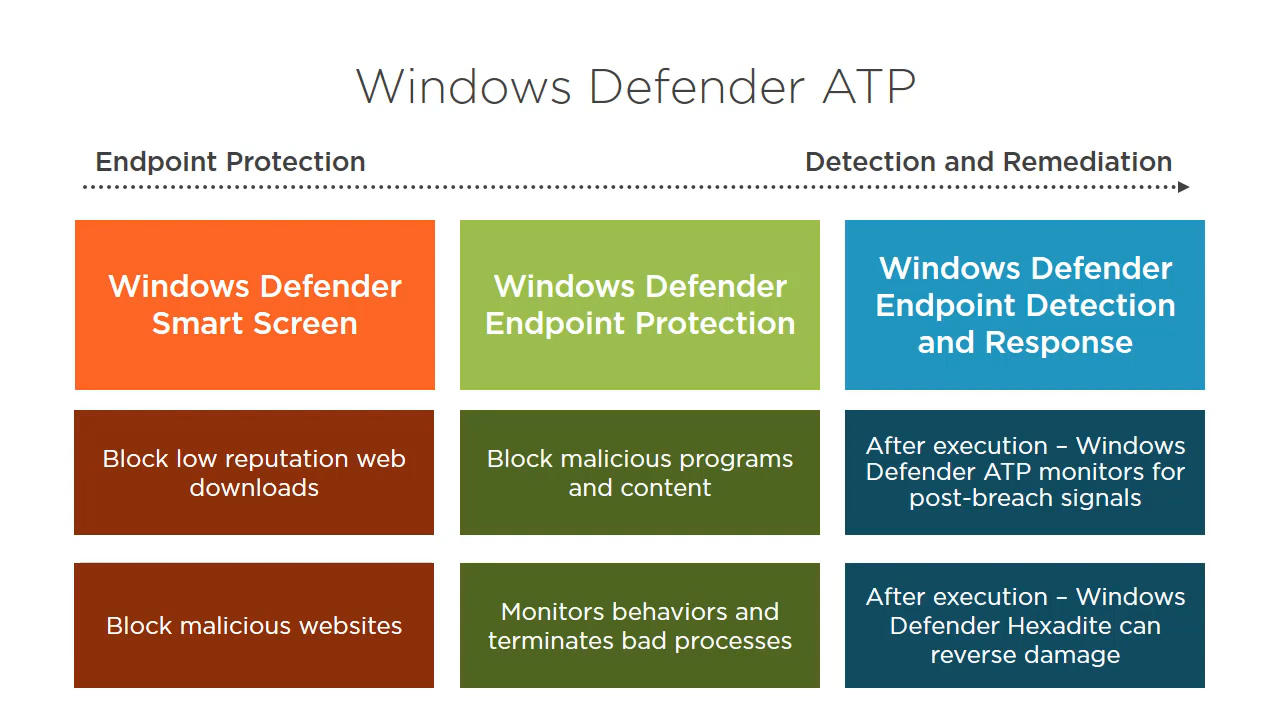 Windows Defender ATP
Endpoint Protection
Detection and Remediation
Windows Defender
Smart Screen
Windows Defender
Endpoint Protection
Windows Defender
Endpoint Detection
and Response
Block low reputation web
downloads
Block malicious programs
and content
After execution – Windows
Defender ATP monitors for
post-breach signals
Block malicious websites
Monitors behaviors and
terminates bad processes
After execution – Windows
Defender Hexadite can
reverse damage